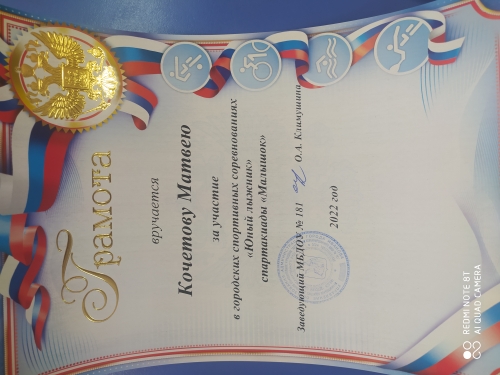 Грамота
вручается
Кочетову Матвею
за участие
в городских спортивных соревнованиях
«Юный лыжник»
спартакиады «Малышок»
Заведующий МБДОУ № 181 О.А. Климушина
2022 год
REDMI NOTE 8T
AI QUAD CAMERA